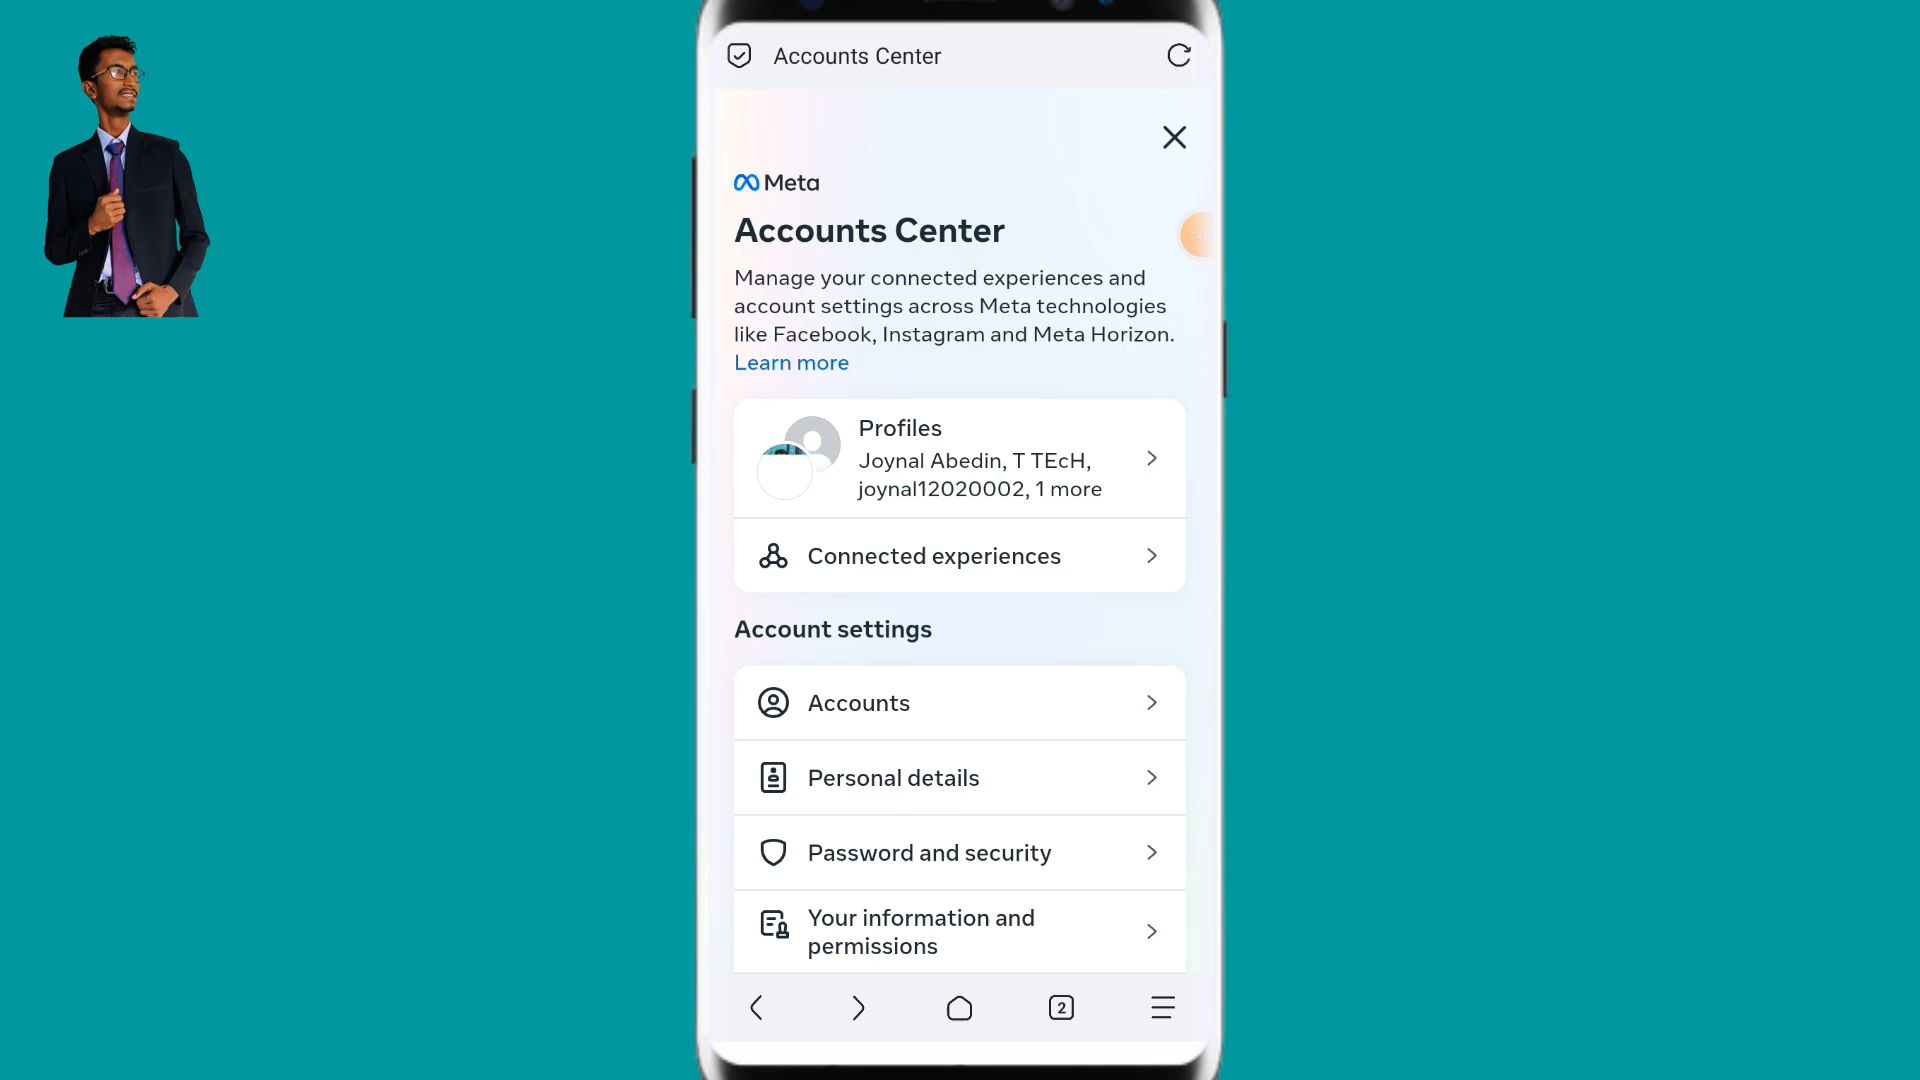 Accounts Center
Meta
Accounts Center
Manage your connected experiences and
account settings across Meta technologies
like Facebook, Instagram and Meta Horizon.
Learn more
Profiles
Joynal Abedin, T TEcH,
joynal12020002, 1 more
Connected experiences
Account settings
Accounts
Personal details
Password and security
Your information and
permissions
2